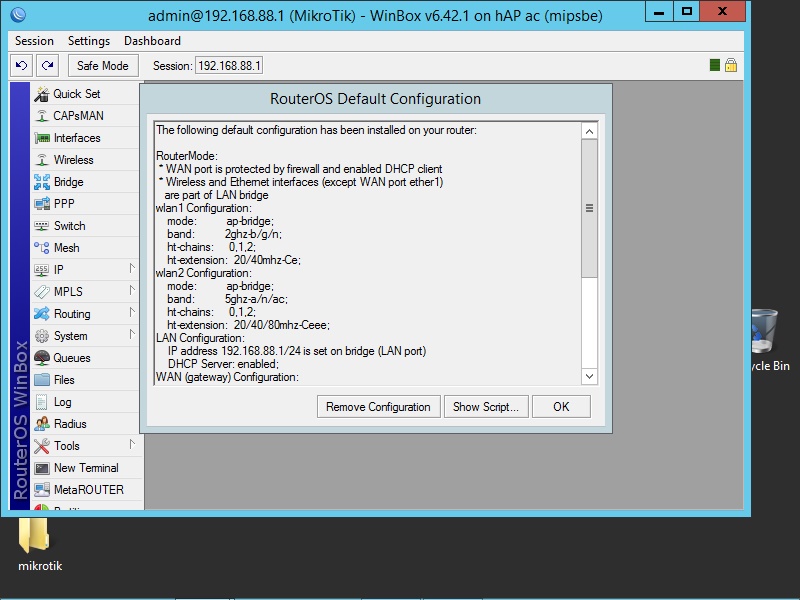 admin@192.168.88.1 (MikroTik) - WinBox v6.42.1 on hAP ac (mipsbe)
Session Settings Dashboard
Safe Mode Session: 192.168.88.1
RouterOS WinBox
Quick Set
CAPsMAN
Interfaces
Wireless
Bridge
PPP
Switch
Mesh
IP
MPLS
Routing
System
Queues
Files
Log
Radius
Tools
New Terminal
MetaROUTER
RouterOS Default Configuration
The following default configuration has been installed on your router:
RouterMode:
* WAN port is protected by firewall and enabled DHCP client
* Wireless and Ethernet interfaces (except WAN port ether1)
are part of LAN bridge
wlan1 Configuration:
mode: ap-bridge;
band: 2ghz-b/g/n;
ht-chains: 0,1,2;
ht-extension: 20/40mhz-Ce;
wlan2 Configuration:
mode: ap-bridge;
band: 5ghz-a/n/ac;
ht-chains: 0,1,2;
ht-extension: 20/40/80mhz-Ceee;
LAN Configuration:
IP address 192.168.88.1/24 is set on bridge (LAN port)
DHCP Server: enabled;
WAN (gateway) Configuration:
Remove Configuration Show Script... OK
ycle Bin
mikrotik